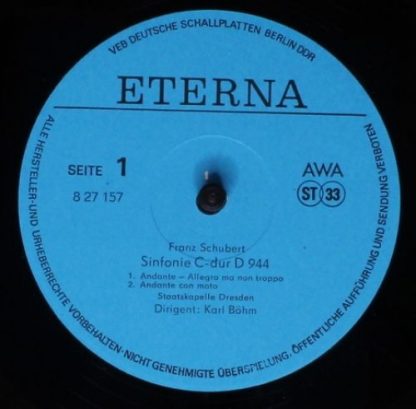 VEB DEUTSCHE SCHALLPLATTEN BERLIN DDR
ETERNA
SEITE 1
8 27 157
AWA
ST 33
Franz Schubert
Sinfonie C-dur D 944
1. Andante – Allegro ma non troppo
2. Andante con moto
Staatskapelle Dresden
Dirigent: Karl Böhm
ALLE HERSTELLER- UND URHEBERRECHTE VORBEHALTEN · NICHT GENEHMIGTE ÜBERSPIELUNG, ÖFFENTLICHE AUFFÜHRUNG UND SENDUNG VERBOTEN